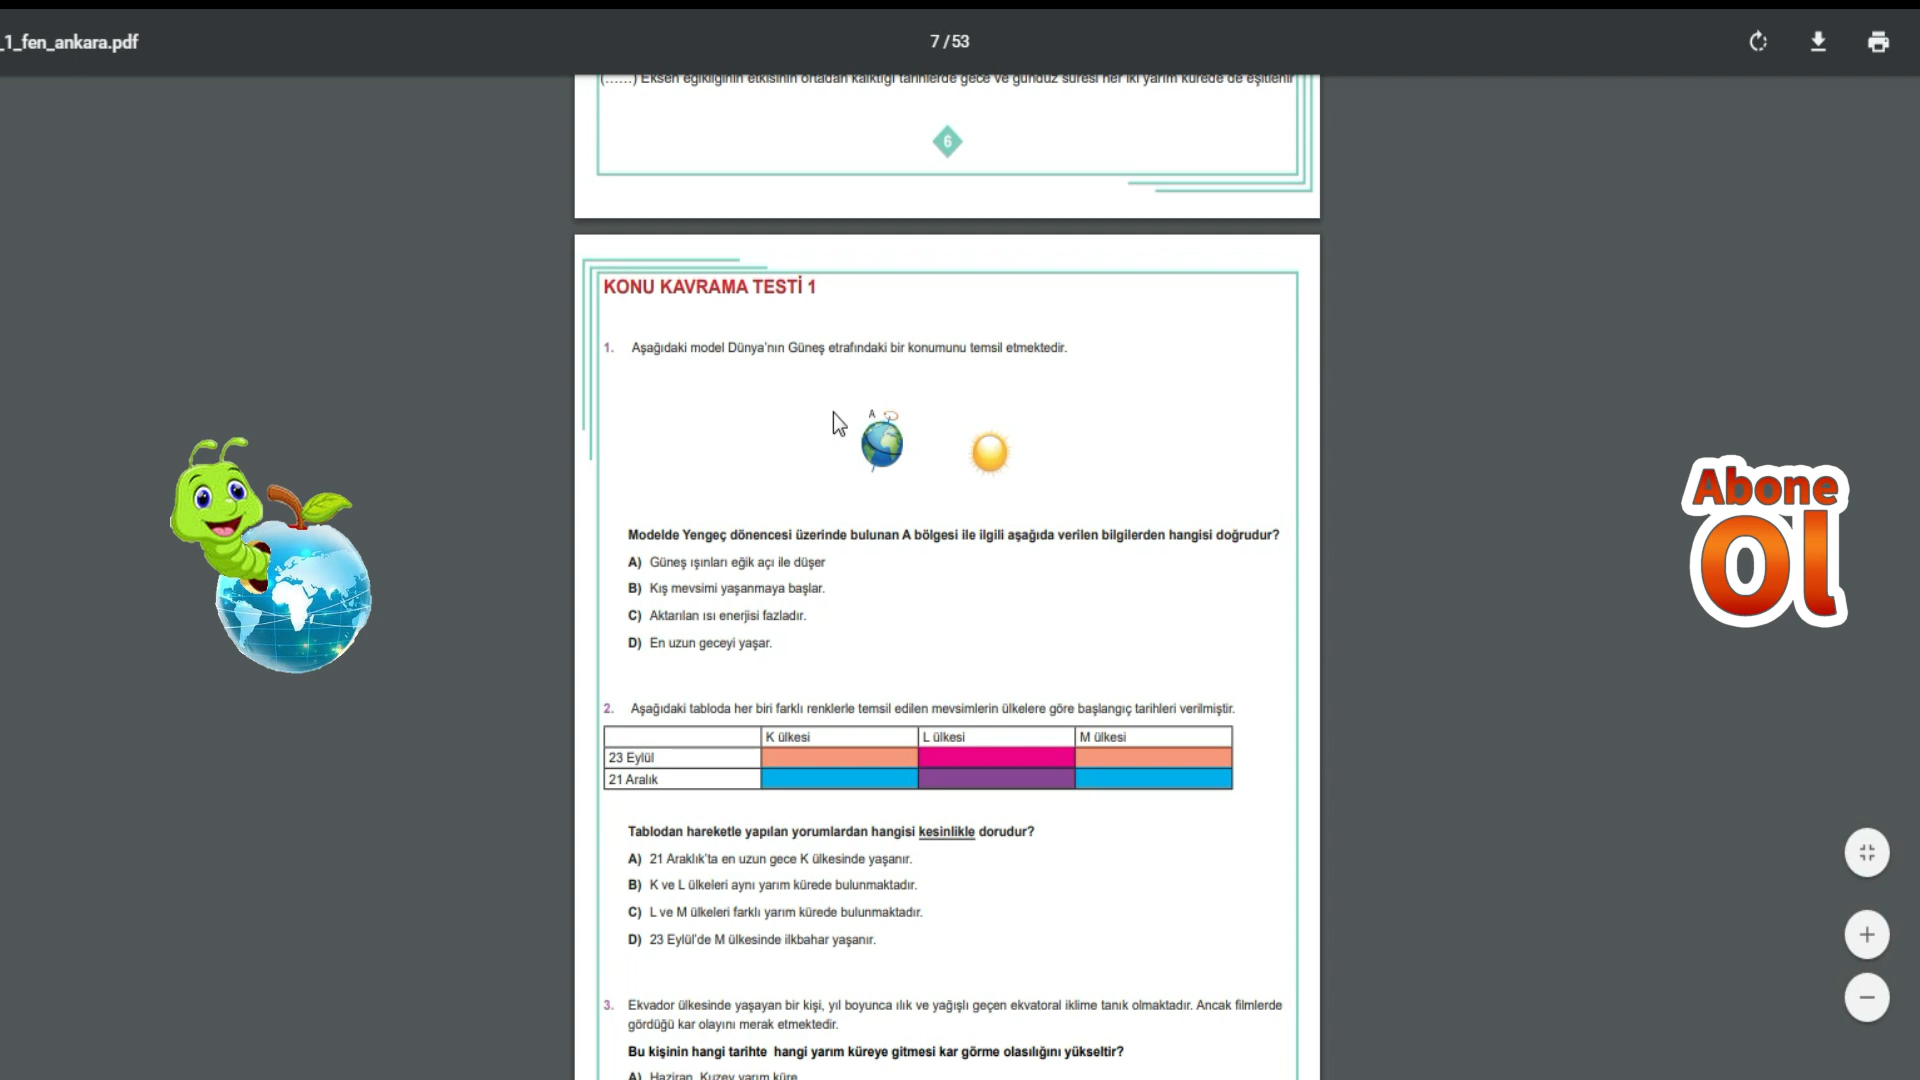 _1_fen_ankara.pdf
7 / 53
(......) Eksen eğikliğinin etkisinin ortadan kalktığı tarihlerde gece ve gündüz süresi her iki yarım kürede de eşitlenir
6
KONU KAVRAMA TESTİ 1
1. Aşağıdaki model Dünya'nın Güneş etrafındaki bir konumunu temsil etmektedir.
A
Modelde Yengeç dönencesi üzerinde bulunan A bölgesi ile ilgili aşağıda verilen bilgilerden hangisi doğrudur?
A) Güneş ışınları eğik açı ile düşer
B) Kış mevsimi yaşanmaya başlar.
C) Aktarılan ısı enerjisi fazladır.
D) En uzun geceyi yaşar.
Abone
Ol
2. Aşağıdaki tabloda her biri farklı renklerle temsil edilen mevsimlerin ülkelere göre başlangıç tarihleri verilmiştir.
K ülkesi L ülkesi M ülkesi
23 Eylül
21 Aralık
Tablodan hareketle yapılan yorumlardan hangisi kesinlikle dorudur?
A) 21 Araklık'ta en uzun gece K ülkesinde yaşanır.
B) K ve L ülkeleri aynı yarım kürede bulunmaktadır.
C) L ve M ülkeleri farklı yarım kürede bulunmaktadır.
D) 23 Eylül'de M ülkesinde ilkbahar yaşanır.
3. Ekvador ülkesinde yaşayan bir kişi, yıl boyunca ılık ve yağışlı geçen ekvatoral iklime tanık olmaktadır. Ancak filmlerde
gördüğü kar olayını merak etmektedir.
Bu kişinin hangi tarihte hangi yarım küreye gitmesi kar görme olasılığını yükseltir?
A) Haziran, Kuzey yarım küre